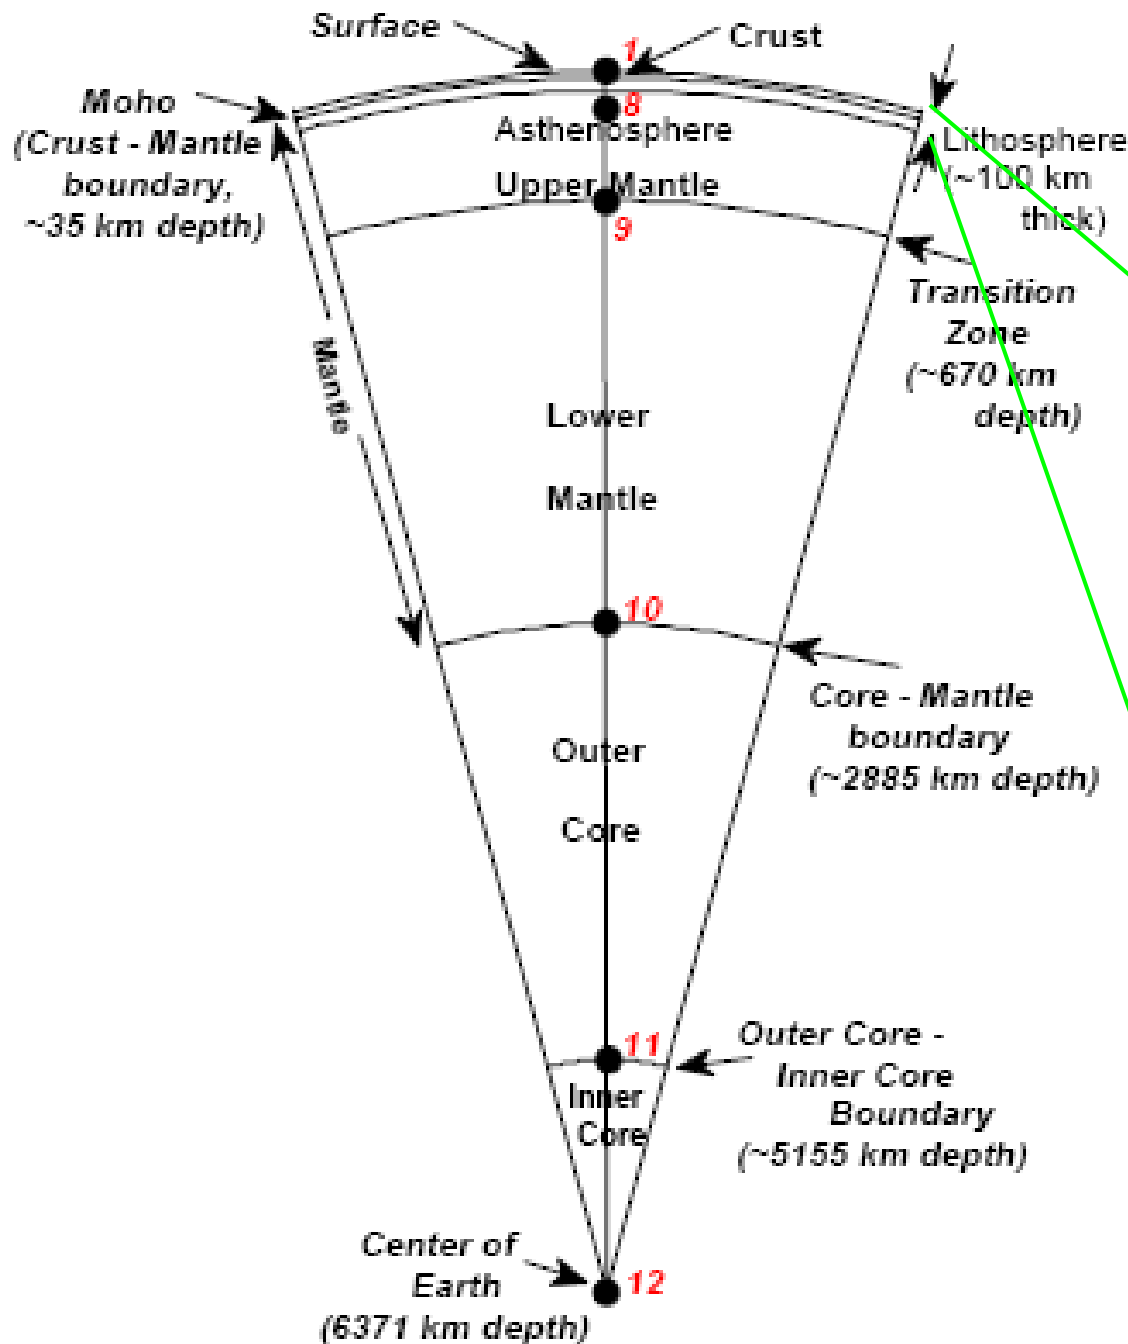 Surface
1
Crust
Moho
(Crust - Mantle
boundary,
~35 km depth)
8
Asthenosphere
Lithosphere
(~100 km
thick)
Upper Mantle
9
Transition
Zone
(~670 km
depth)
Mantle
Lower
Mantle
10
Core - Mantle
boundary
(~2885 km depth)
Outer
Core
11
Outer Core -
Inner Core
Boundary
(~5155 km depth)
Inner
Core
Center of
Earth
(6371 km depth)
12